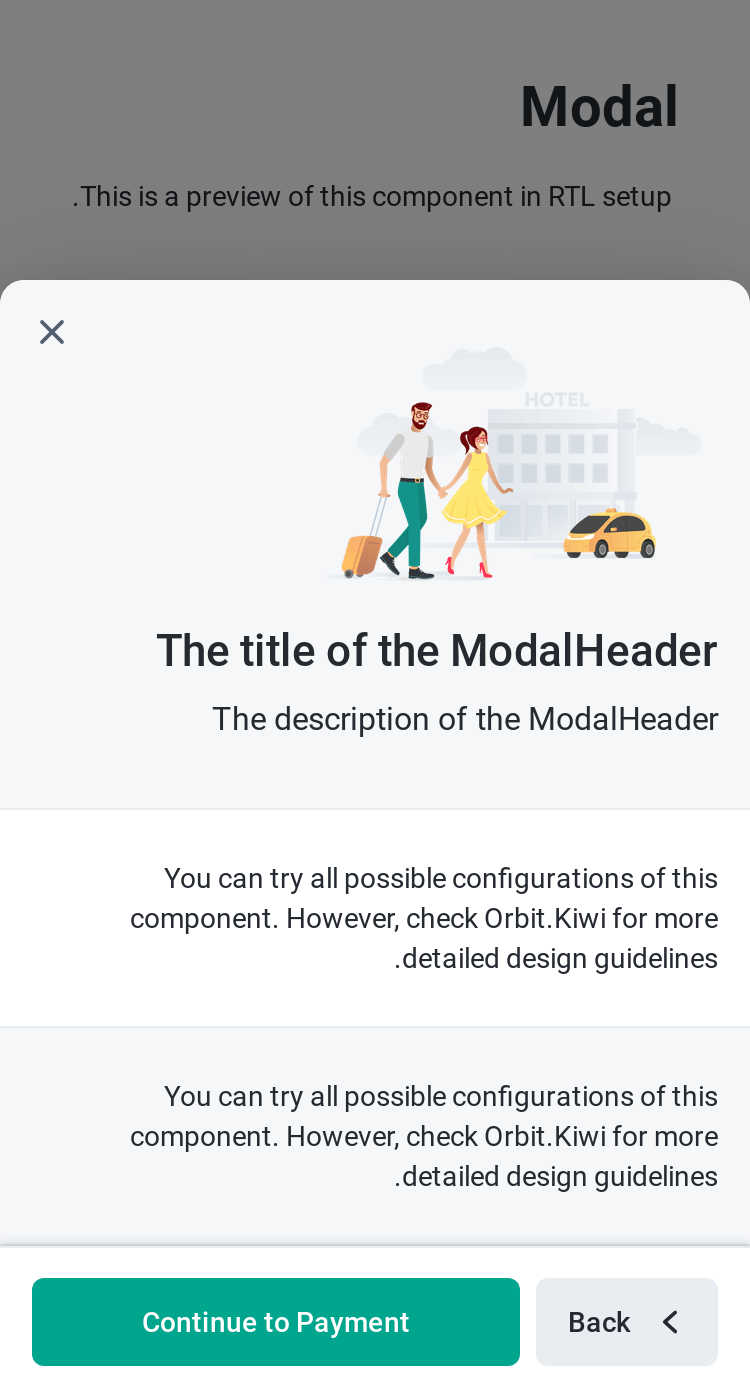 Modal
.This is a preview of this component in RTL setup
HOTEL
The title of the ModalHeader
The description of the ModalHeader
You can try all possible configurations of this
component. However, check Orbit.Kiwi for more
.detailed design guidelines
You can try all possible configurations of this
component. However, check Orbit.Kiwi for more
.detailed design guidelines
Continue to Payment
Back